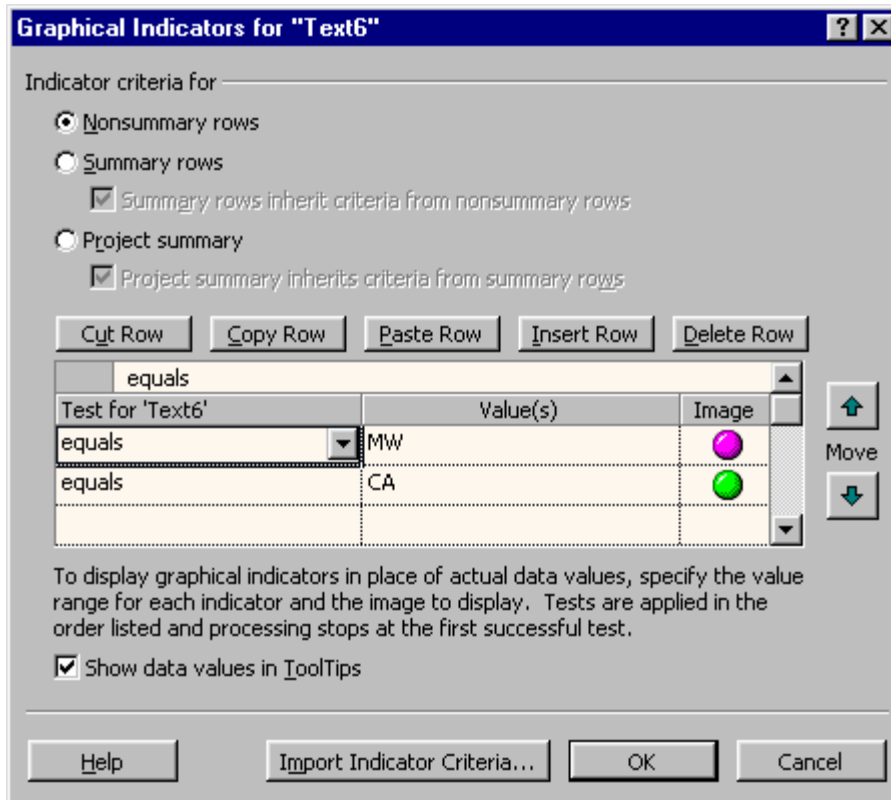 Graphical Indicators for "Text6"
Indicator criteria for
Nonsummary rows
Summary rows
Summary rows inherit criteria from nonsummary rows
Project summary
Project summary inherits criteria from summary rows
Cut Row Copy Row Paste Row Insert Row Delete Row
equals
Test for 'Text6' Value(s) Image
equals MW
Move
equals CA
To display graphical indicators in place of actual data values, specify the value
range for each indicator and the image to display. Tests are applied in the
order listed and processing stops at the first successful test.
Show data values in ToolTips
Help Import Indicator Criteria... OK Cancel